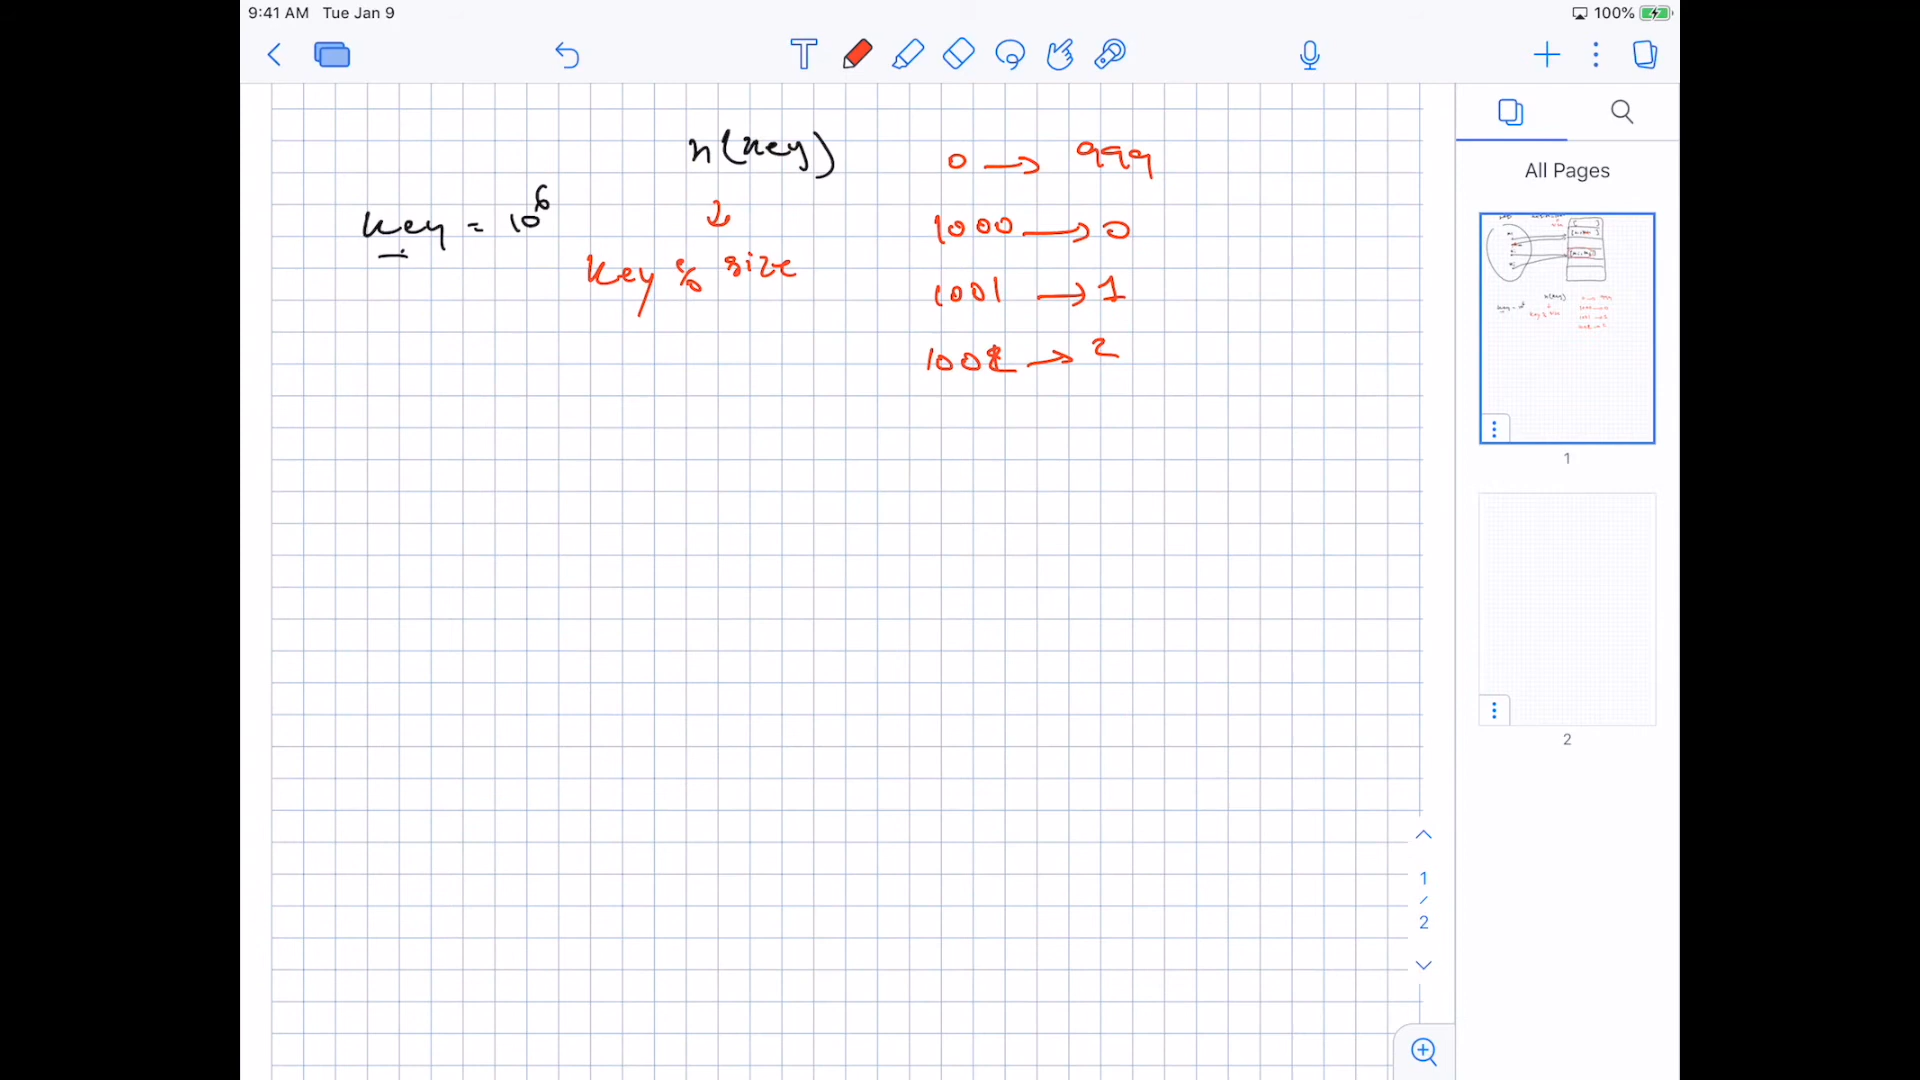 9:41 AM Tue Jan 9
100%
h(key)
key = 10^6
↓
key % size
0 → 999
1000 → 0
1001 → 1
1002 → 2
All Pages
1
2
1
/
2